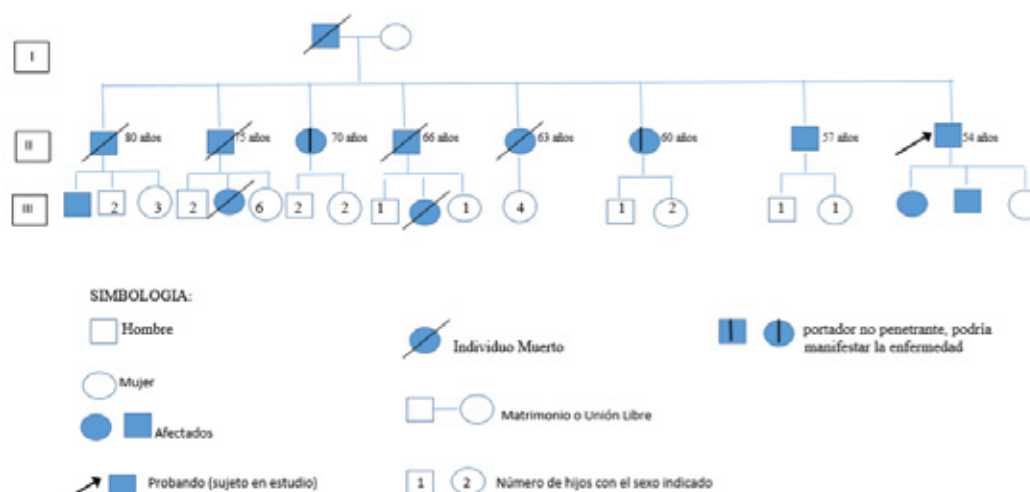 I
II
80 años
75 años
70 años
66 años
63 años
60 años
57 años
54 años
III
2
3
2
6
2
2
1
1
4
1
2
1
1
SIMBOLOGIA:
Hombre
Individuo Muerto
portador no penetrante, podría
manifestar la enfermedad
Mujer
Matrimonio o Unión Libre
Afectados
Probando (sujeto en estudio)
1
2
Número de hijos con el sexo indicado